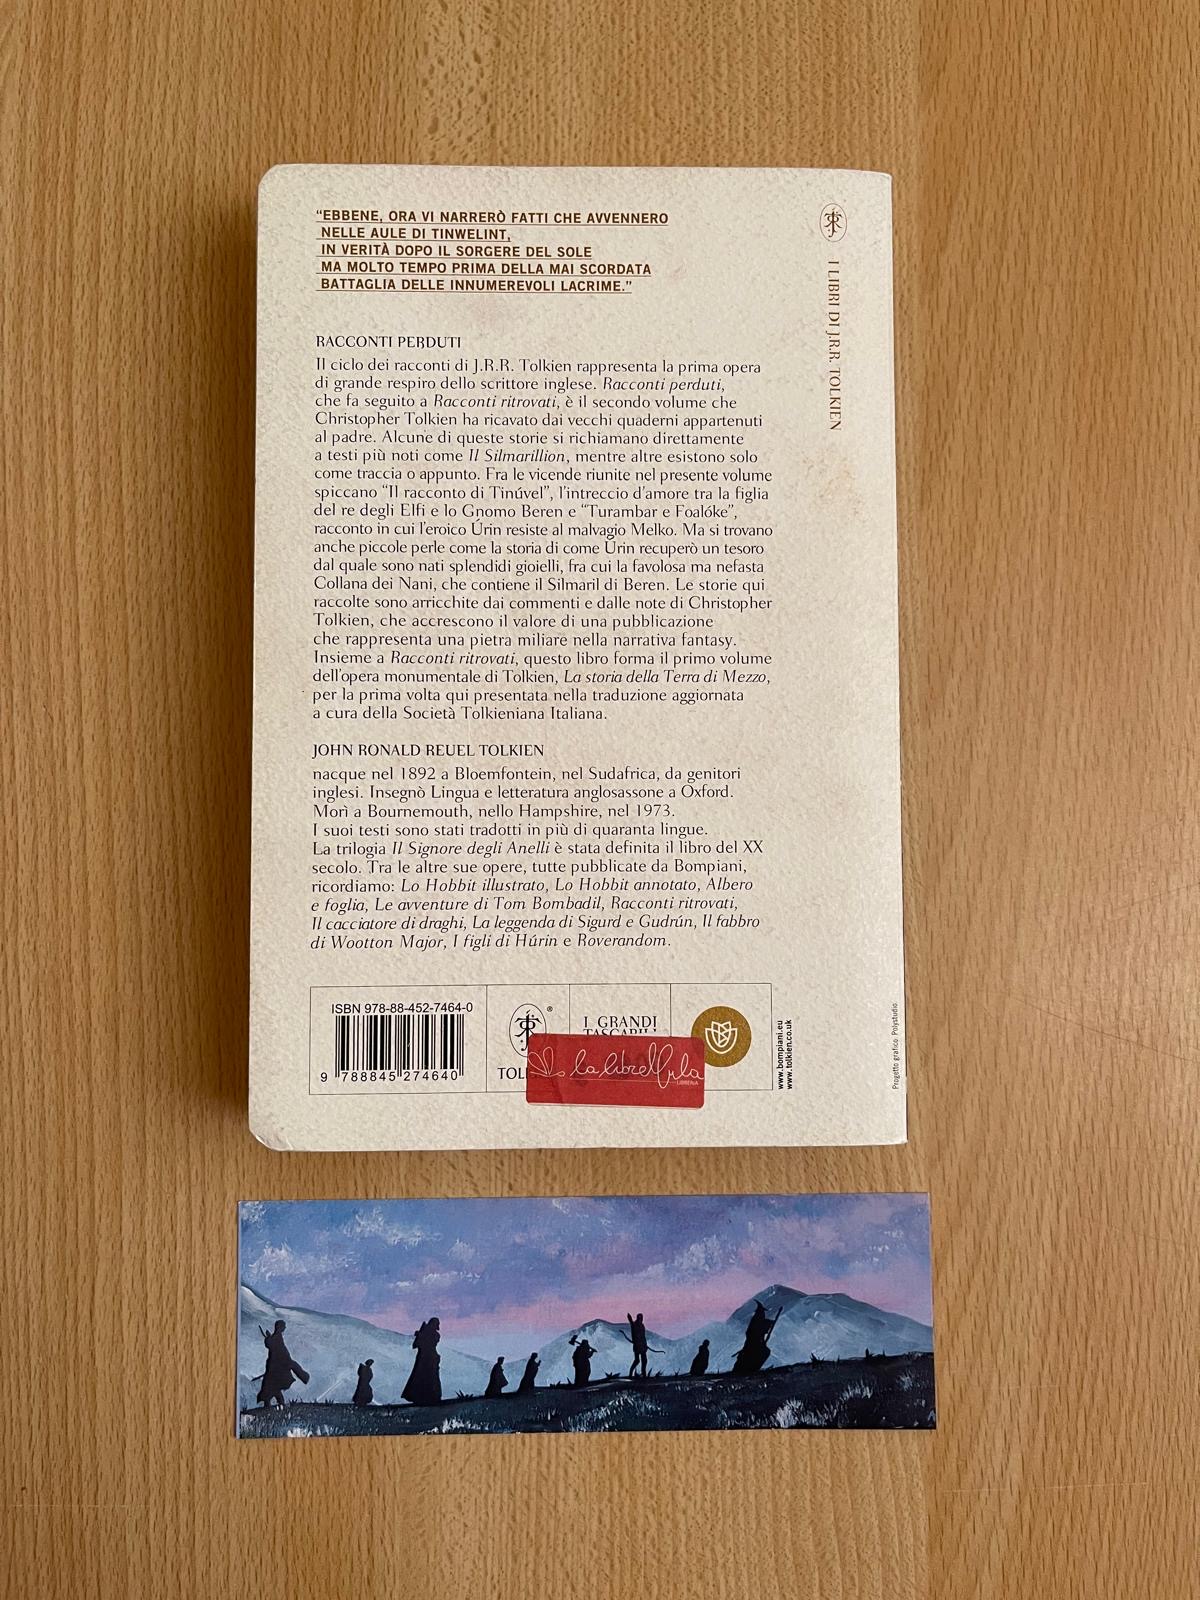 “EBBENE, ORA VI NARRERÒ FATTI CHE AVVENNERO
NELLE AULE DI TINWELINT,
IN VERITÀ DOPO IL SORGERE DEL SOLE
MA MOLTO TEMPO PRIMA DELLA MAI SCORDATA
BATTAGLIA DELLE INNUMEREVOLI LACRIME.”
RACCONTI PERDUTI
Il ciclo dei racconti di J.R.R. Tolkien rappresenta la prima opera
di grande respiro dello scrittore inglese. Racconti perduti,
che fa seguito a Racconti ritrovati, è il secondo volume che
Christopher Tolkien ha ricavato dai vecchi quaderni appartenuti
al padre. Alcune di queste storie si richiamano direttamente
a testi più noti come Il Silmarillion, mentre altre esistono solo
come traccia o appunto. Fra le vicende riunite nel presente volume
spiccano “Il racconto di Tinúvel”, l’intreccio d’amore tra la figlia
del re degli Elfi e lo Gnomo Beren e “Turambar e Foalóke”,
racconto in cui l’eroico Úrin resiste al malvagio Melko. Ma si trovano
anche piccole perle come la storia di come Úrin recuperò un tesoro
dal quale sono nati splendidi gioielli, fra cui la favolosa ma nefasta
Collana dei Nani, che contiene il Silmaril di Beren. Le storie qui
raccolte sono arricchite dai commenti e dalle note di Christopher
Tolkien, che accrescono il valore di una pubblicazione
che rappresenta una pietra miliare nella narrativa fantasy.
Insieme a Racconti ritrovati, questo libro forma il primo volume
dell’opera monumentale di Tolkien, La storia della Terra di Mezzo,
per la prima volta qui presentata nella traduzione aggiornata
a cura della Società Tolkieniana Italiana.
JOHN RONALD REUEL TOLKIEN
nacque nel 1892 a Bloemfontein, nel Sudafrica, da genitori
inglesi. Insegnò Lingua e letteratura anglosassone a Oxford.
Morì a Bournemouth, nello Hampshire, nel 1973.
I suoi testi sono stati tradotti in più di quaranta lingue.
La trilogia Il Signore degli Anelli è stata definita il libro del XX
secolo. Tra le altre sue opere, tutte pubblicate da Bompiani,
ricordiamo: Lo Hobbit illustrato, Lo Hobbit annotato, Albero
e foglia, Le avventure di Tom Bombadil, Racconti ritrovati,
Il cacciatore di draghi, La leggenda di Sigurd e Gudrún, Il fabbro
di Wootton Major, I figli di Húrin e Roverandom.
I LIBRI DI J.R.R. TOLKIEN
ISBN 978-88-452-7464-0
9 788845 274640
®
TOL
I GRANDI
TASCABILI
la librellula
LIBRERIA
www.bompiani.eu
www.tolkien.co.uk
Progetto grafico: Polystudio